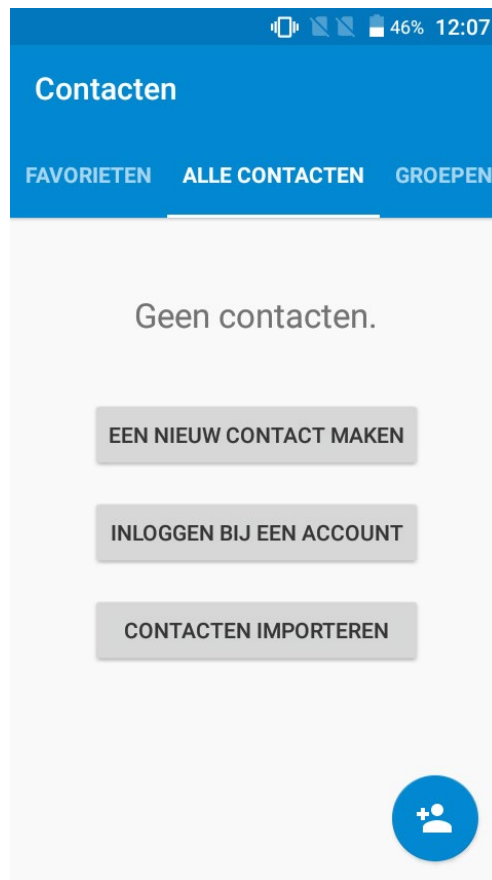 46% 12:07
Contacten
FAVORIETEN ALLE CONTACTEN GROEPEN
Geen contacten.
EEN NIEUW CONTACT MAKEN
INLOGGEN BIJ EEN ACCOUNT
CONTACTEN IMPORTEREN